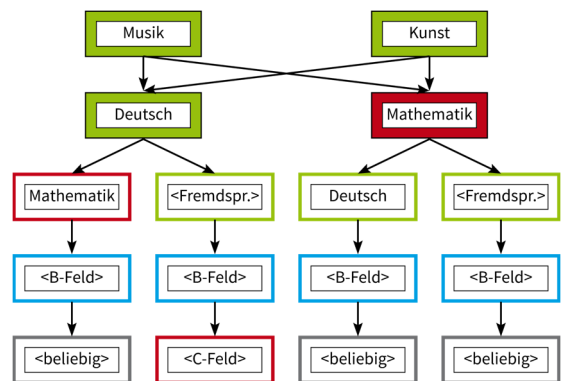 Musik
Kunst
Deutsch
Mathematik
Mathematik
<Fremdspr.>
Deutsch
<Fremdspr.>
<B-Feld>
<B-Feld>
<B-Feld>
<B-Feld>
<beliebig>
<C-Feld>
<beliebig>
<beliebig>